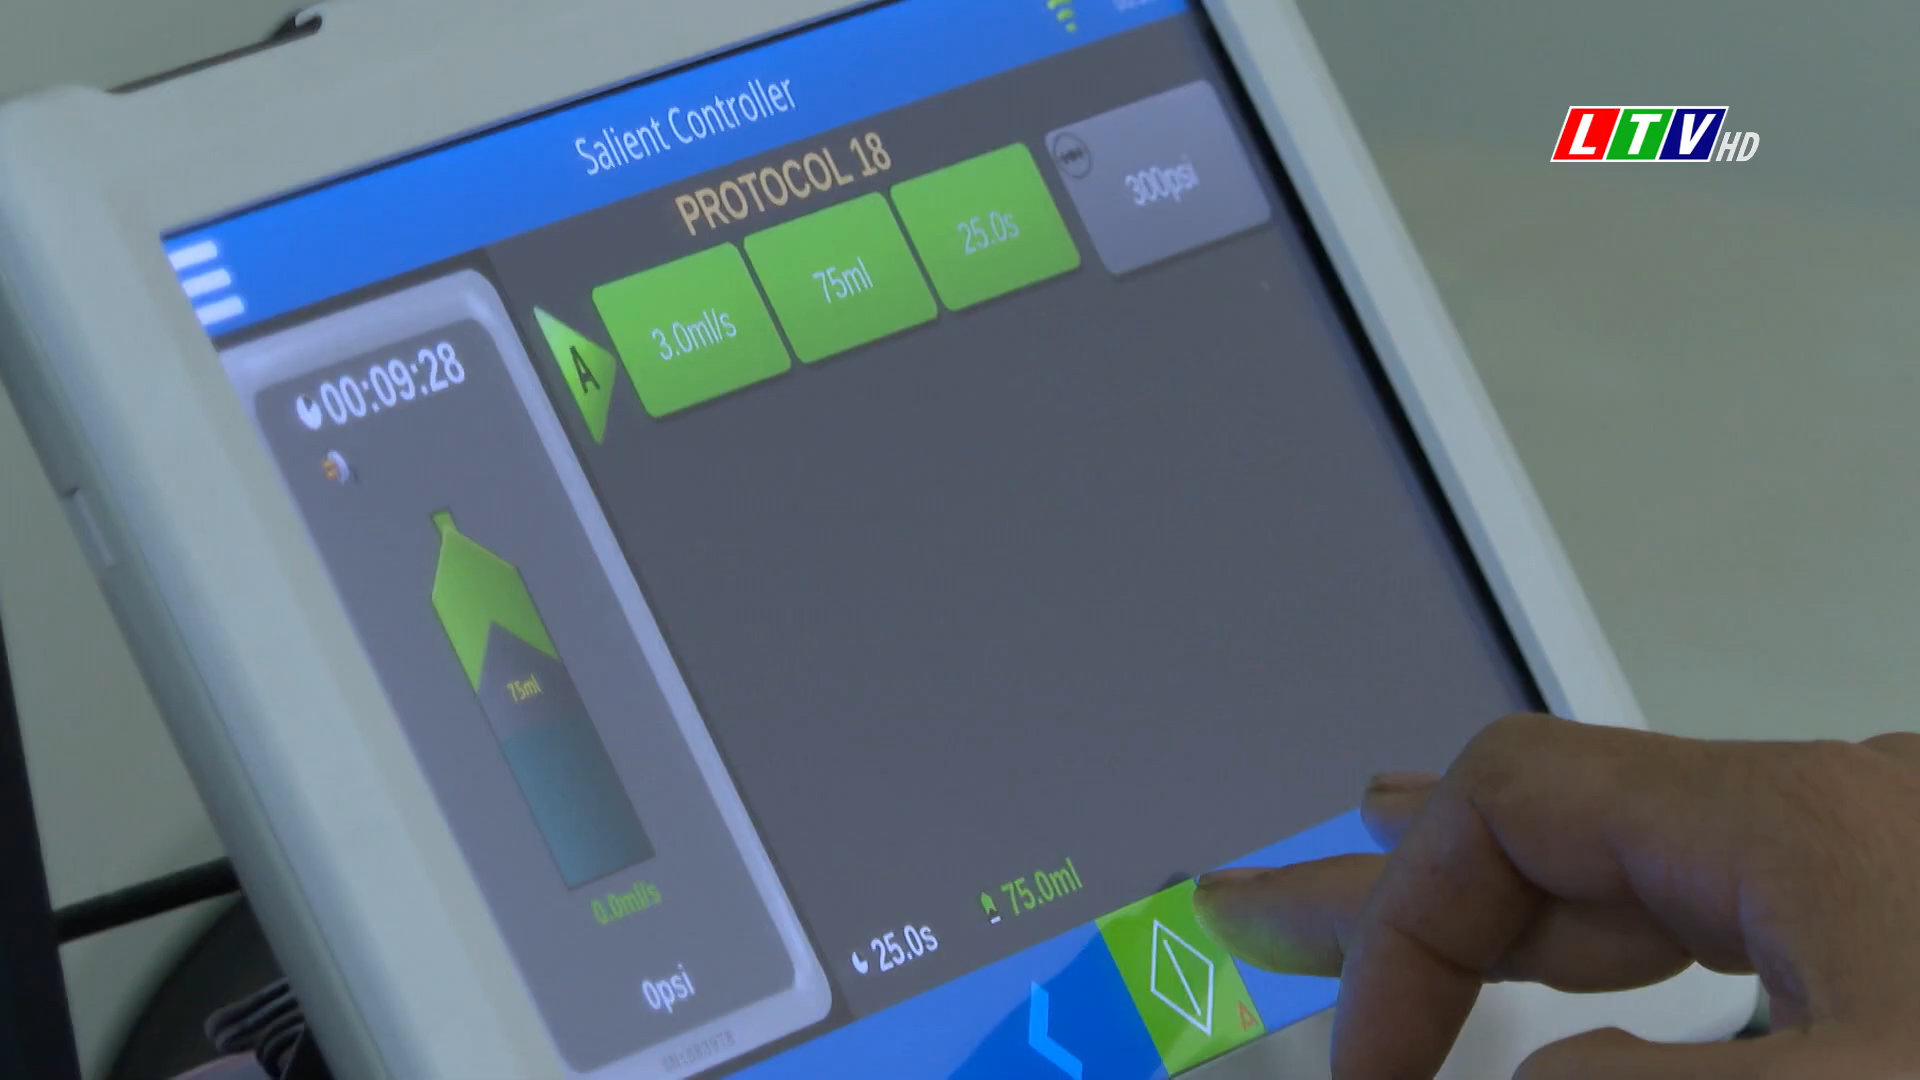 LTV HD
Salient Controller
PROTOCOL 18
A 3.0ml/s 75ml 25.0s 300psi
00:09:28
75ml
0.0ml/s
0psi
25.0s 75.0ml
A